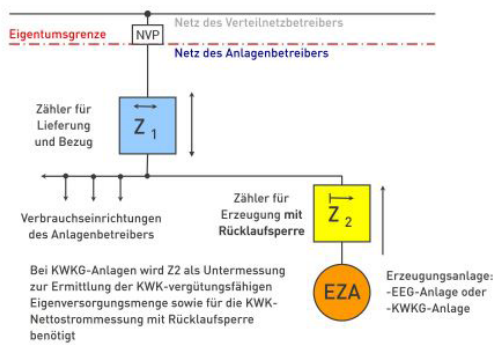 Netz des Verteilnetzbetreibers
Eigentumsgrenze
NVP
Netz des Anlagenbetreibers
Zähler für
Lieferung
und Bezug
Z 1
Zähler für
Erzeugung mit
Rücklaufsperre
Z 2
Verbrauchseinrichtungen
des Anlagenbetreibers
Bei KWKG-Anlagen wird Z2 als Untermessung
zur Ermittlung der KWK-vergütungsfähigen
Eigenversorgungsmenge sowie für die KWK-
Nettostrommessung mit Rücklaufsperre
benötigt
EZA
Erzeugungsanlage:
-EEG-Anlage oder
-KWKG-Anlage